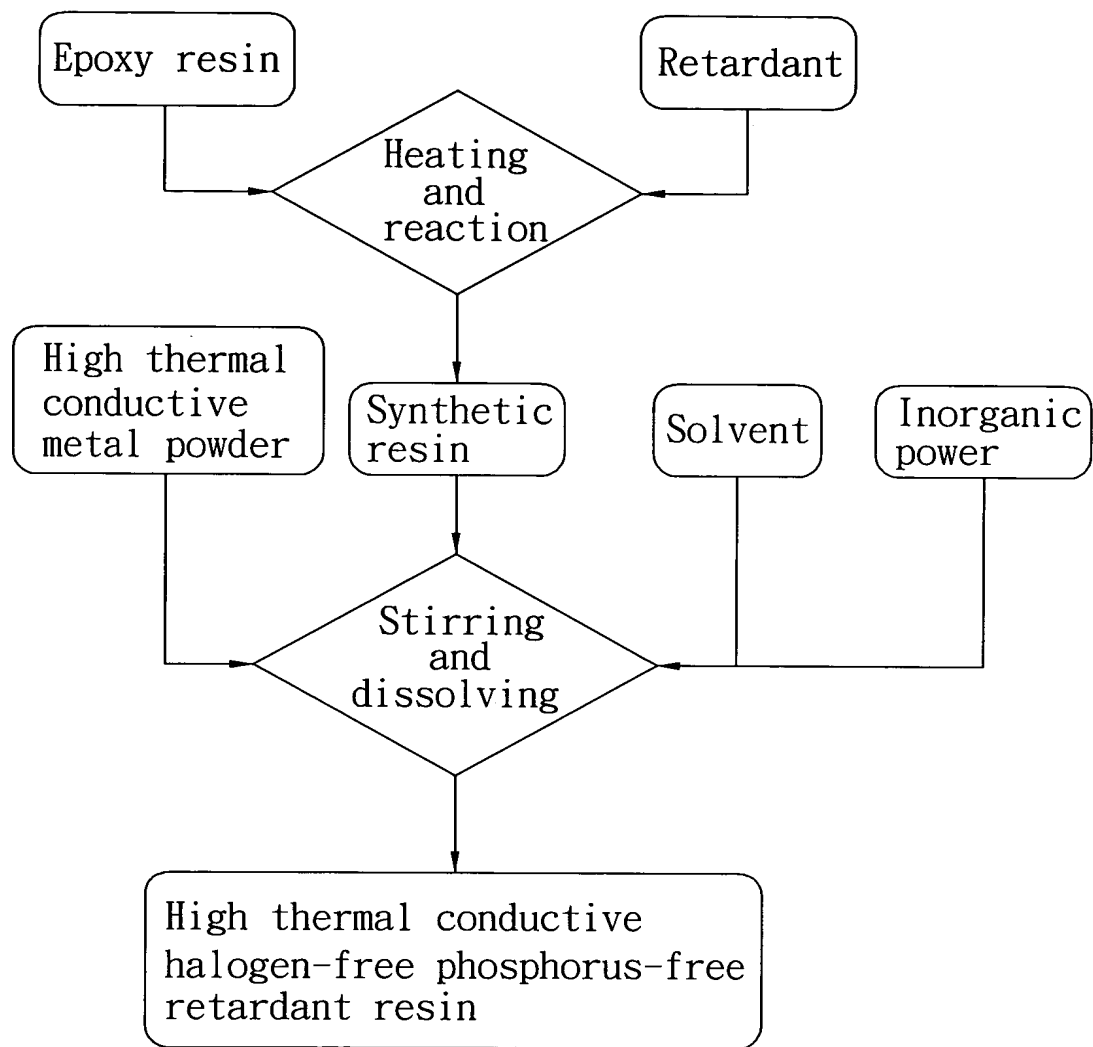 Epoxy resin
Retardant
Heating
and
reaction
High thermal
conductive
metal powder
Synthetic
resin
Solvent
Inorganic
power
Stirring
and
dissolving
High thermal conductive
halogen-free phosphorus-free
retardant resin